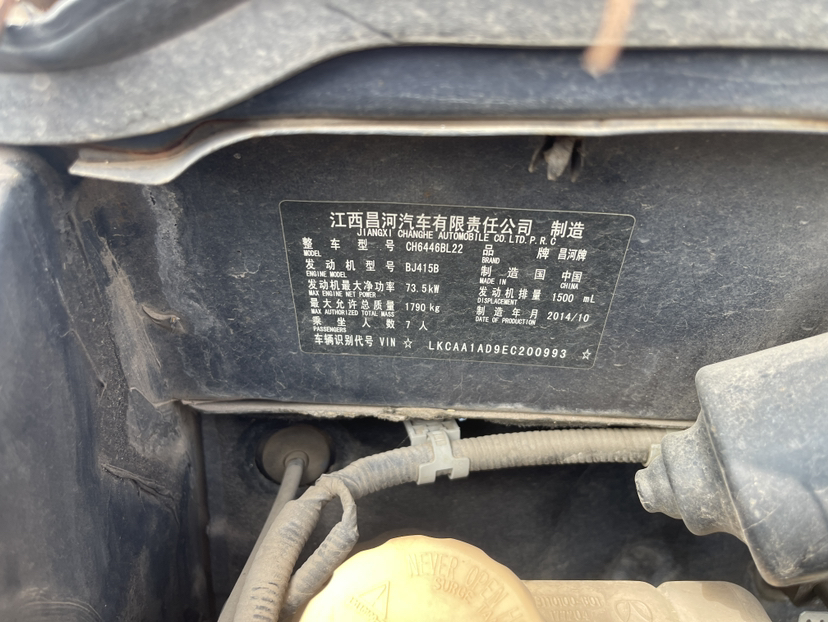 江西昌河汽车有限责任公司 制造
JIANGXI CHANGHE AUTOMOBILE CO.LTD.P.R.C
整车型号 CH6446BL22 品牌 昌河牌
MODEL BRAND
发动机型号 BJ415B 制造国 中国
ENGINE MODEL MADE IN CHINA
发动机最大净功率 73.5kW 发动机排量 1500 mL
MAX ENGINE NET POWER DISPLACEMENT
最大允许总质量 1790 kg 制造年月 2014/10
MAX AUTHORIZED TOTAL MASS DATE OF PRODUCTION
乘坐人数 7 人
PASSENGERS
车辆识别代号 VIN ☆ LKCAA1AD9EC200993 ☆
NEVER OPEN